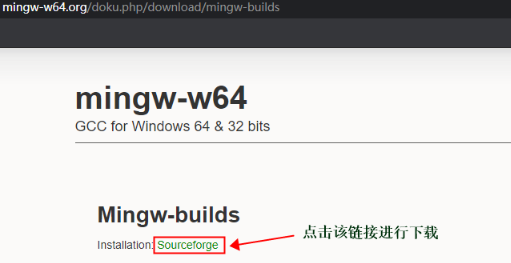 mingw-w64.org/doku.php/download/mingw-builds
mingw-w64
GCC for Windows 64 & 32 bits
Mingw-builds
Installation: Sourceforge
点击该链接进行下载